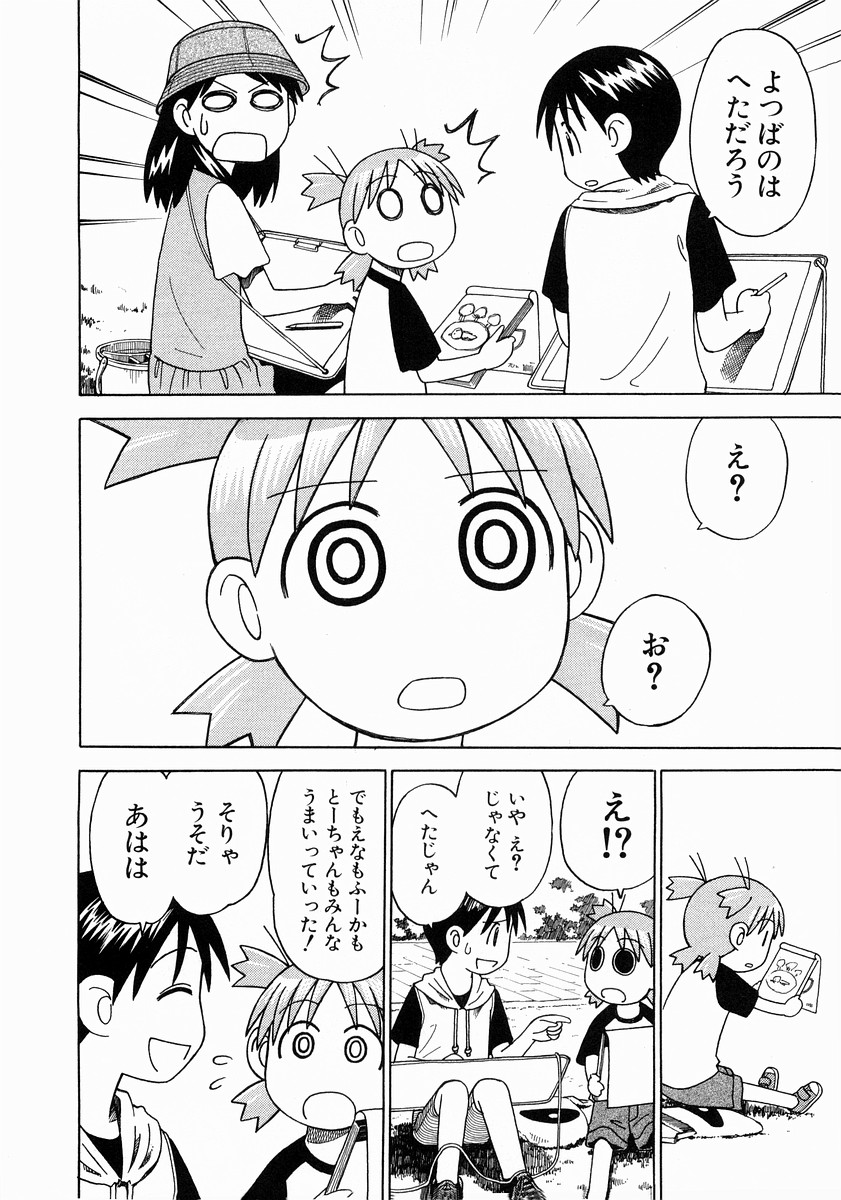 よつばのは
へただろう
え?
お?
え!?
いや え?
じゃなくて
へたじゃん
でもえなもふーかも
とーちゃんもみんな
うまいっていった!
そりゃ
うそだ
あはは